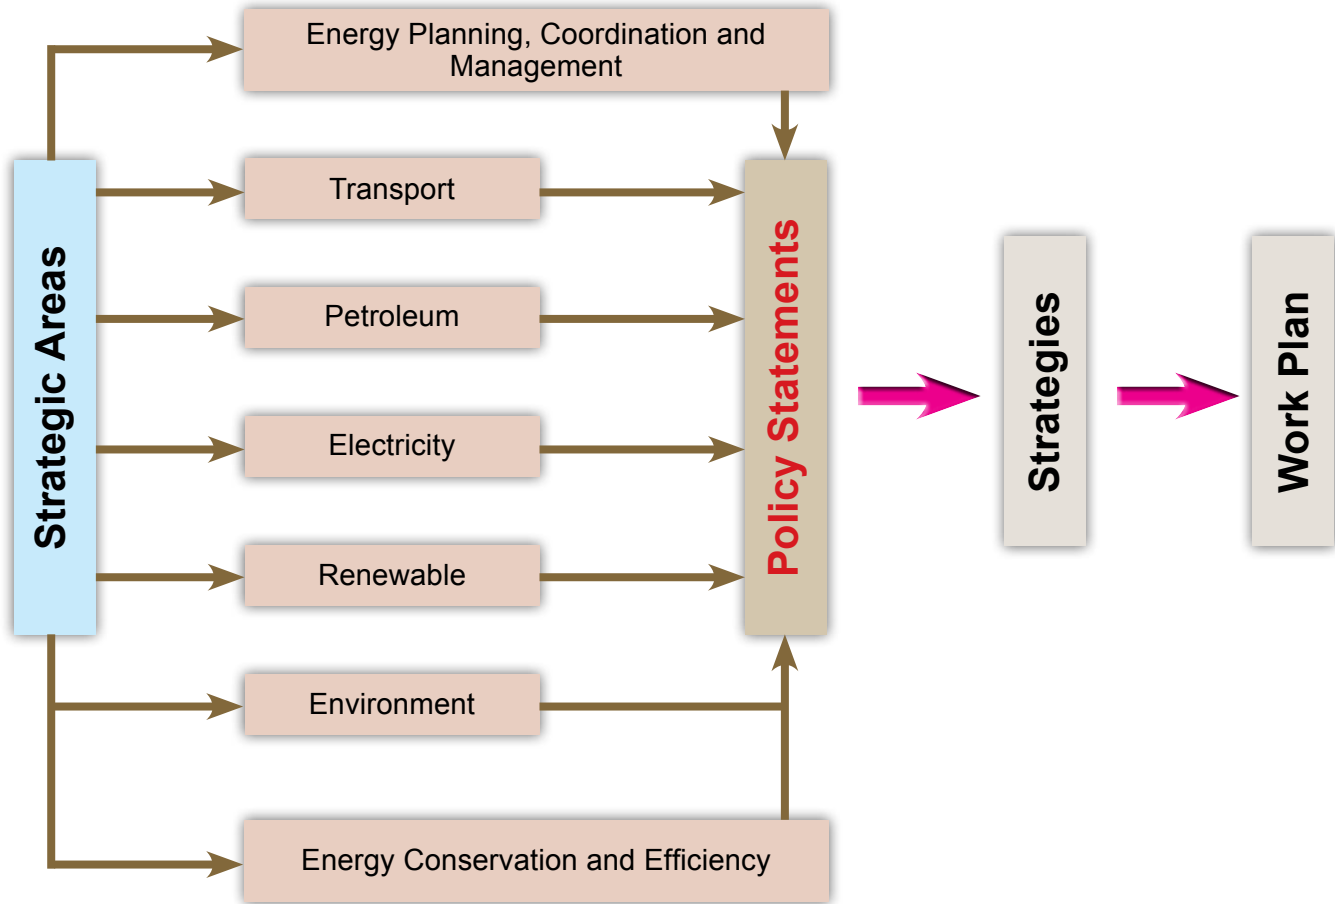 Energy Planning, Coordination and
Management
Strategic Areas
Transport
Petroleum
Electricity
Renewable
Environment
Energy Conservation and Efficiency
Policy Statements
Strategies
Work Plan